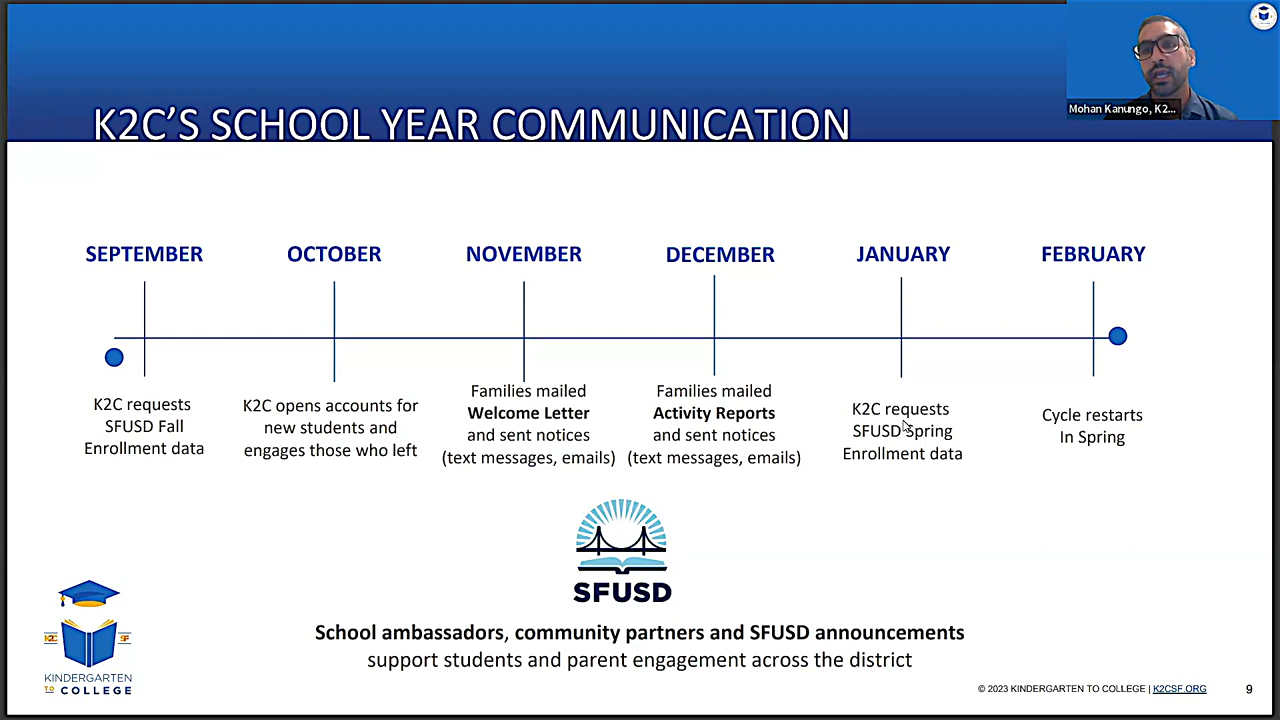 K2C'S SCHOOL YEAR COMMUNICATION
Mohan Kanungo, K2...
SEPTEMBER
OCTOBER
NOVEMBER
DECEMBER
JANUARY
FEBRUARY
K2C requests
SFUSD Fall
Enrollment data
K2C opens accounts for
new students and
engages those who left
Families mailed
Welcome Letter
and sent notices
(text messages, emails)
Families mailed
Activity Reports
and sent notices
(text messages, emails)
K2C requests
SFUSD Spring
Enrollment data
Cycle restarts
In Spring
SFUSD
K2C SF
KINDERGARTEN
TO COLLEGE
School ambassadors, community partners and SFUSD announcements
support students and parent engagement across the district
© 2023 KINDERGARTEN TO COLLEGE | K2CSF.ORG
9